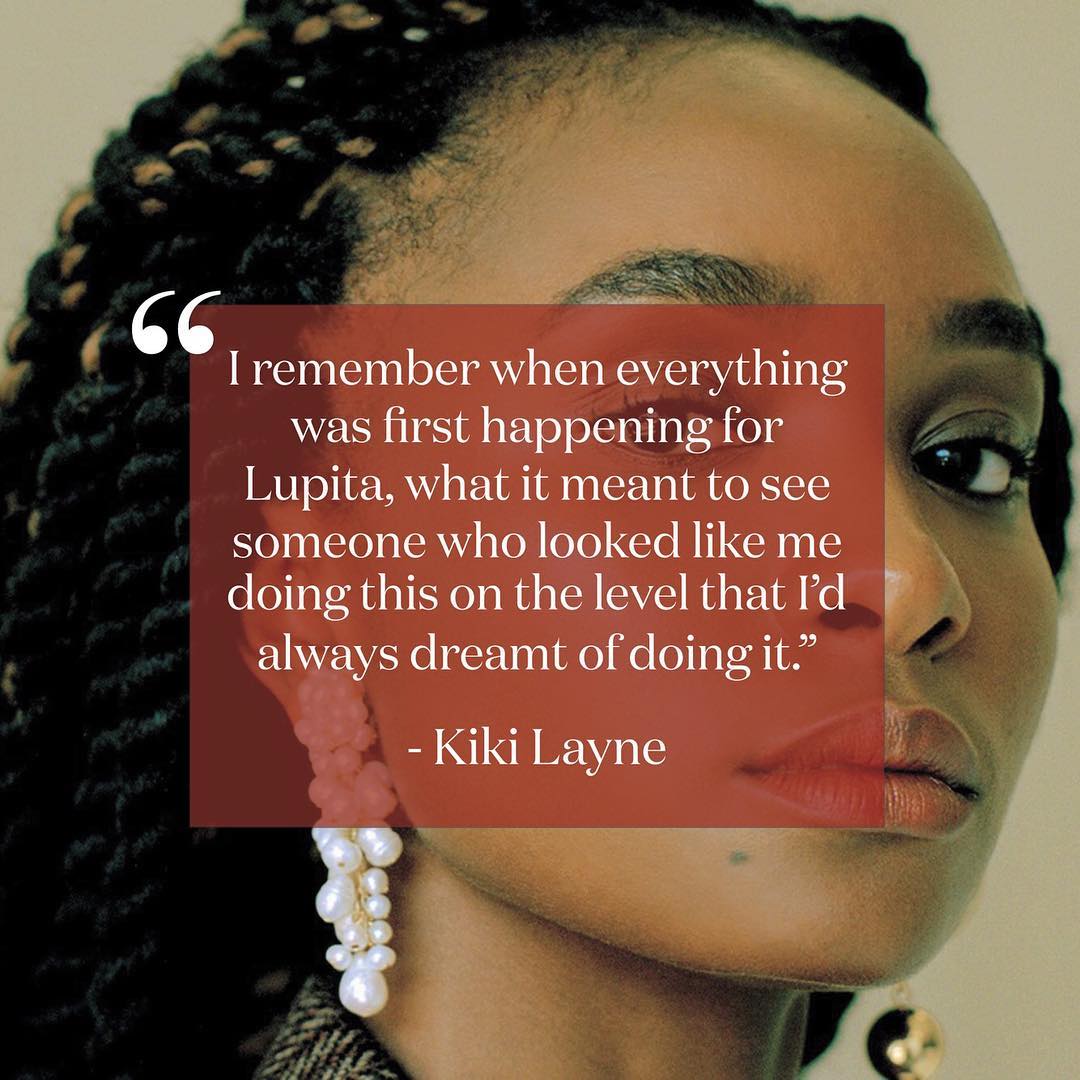 “
I remember when everything
was first happening for
Lupita, what it meant to see
someone who looked like me
doing this on the level that I’d
always dreamt of doing it.”
- Kiki Layne